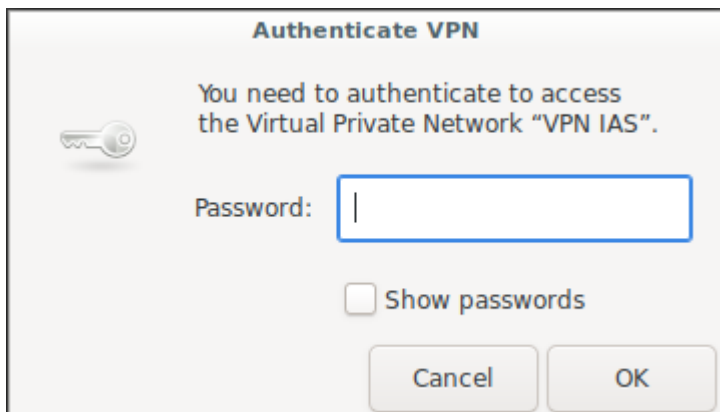 Authenticate VPN
You need to authenticate to access
the Virtual Private Network “VPN IAS”.
Password:
Show passwords
Cancel
OK